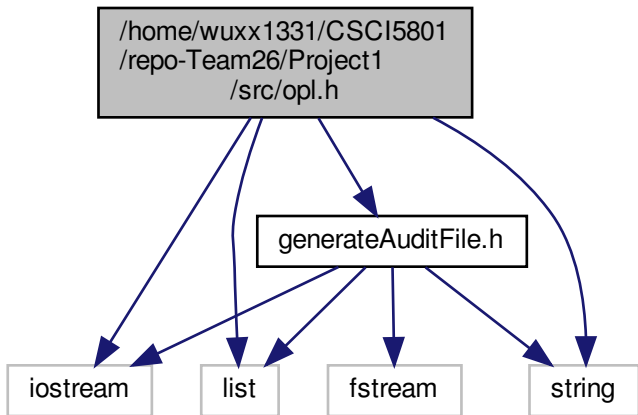 /home/wuxx1331/CSCI5801
/repo-Team26/Project1
/src/opl.h
generateAuditFile.h
iostream
list
fstream
string